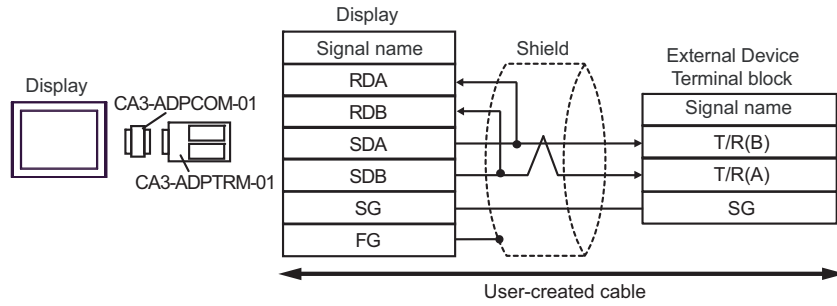 Display
CA3-ADPCOM-01
CA3-ADPTRM-01
Display
Signal name
RDA
RDB
SDA
SDB
SG
FG
Shield
External Device
Terminal block
Signal name
T/R(B)
T/R(A)
SG
User-created cable